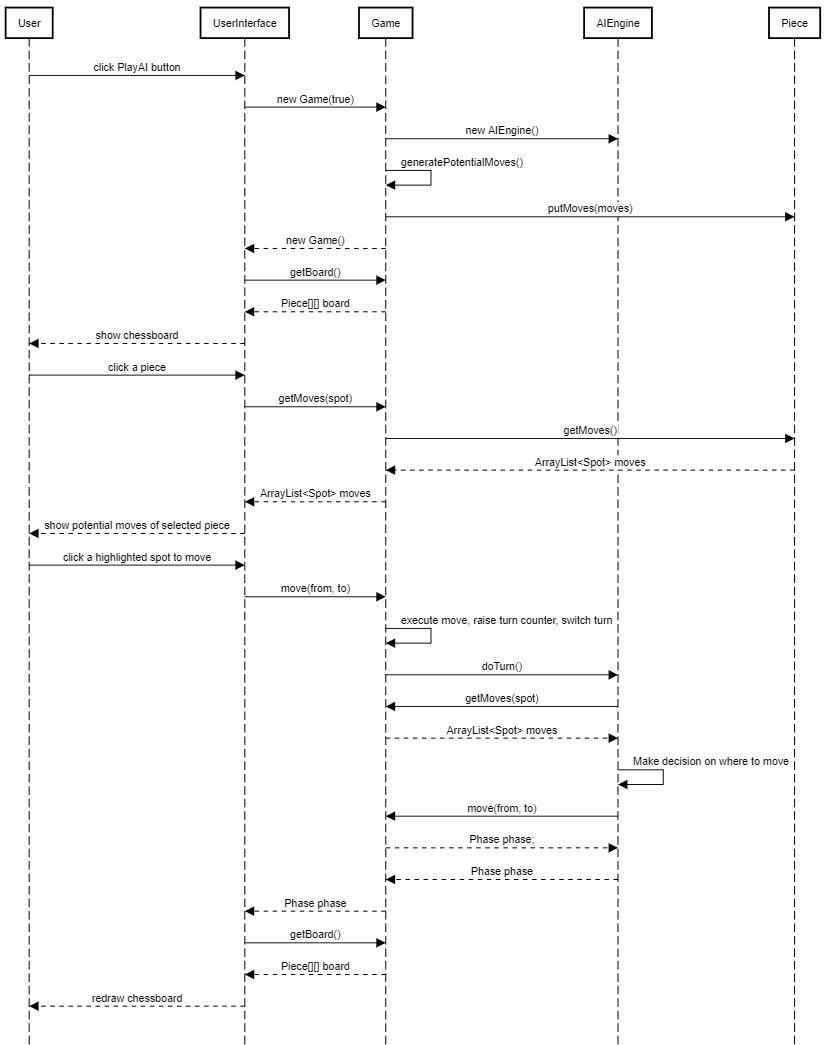 User
UserInterface
Game
AIEngine
Piece
click PlayAI button
new Game(true)
new AIEngine()
generatePotentialMoves()
putMoves(moves)
new Game()
getBoard()
Piece[][] board
show chessboard
click a piece
getMoves(spot)
getMoves()
ArrayList<Spot> moves
ArrayList<Spot> moves
show potential moves of selected piece
click a highlighted spot to move
move(from, to)
execute move, raise turn counter, switch turn
doTurn()
getMoves(spot)
ArrayList<Spot> moves
Make decision on where to move
move(from, to)
Phase phase;
Phase phase
Phase phase
getBoard()
Piece[][] board
redraw chessboard